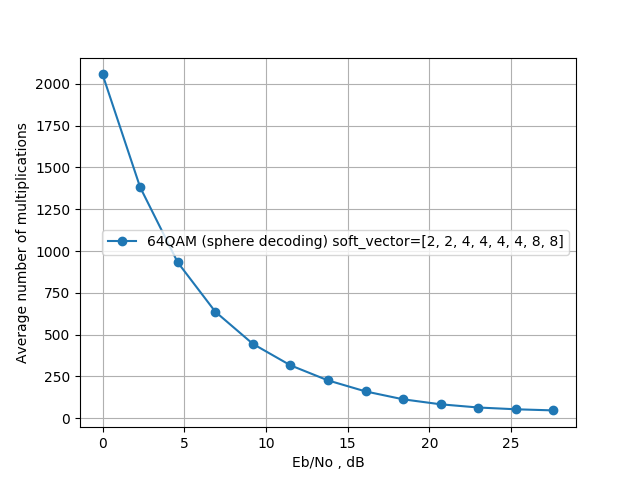 2000
1750
1500
1250
1000
750
500
250
0
Average number of multiplications
64QAM (sphere decoding) soft_vector=[2, 2, 4, 4, 4, 4, 8, 8]
0 5 10 15 20 25
Eb/No , dB